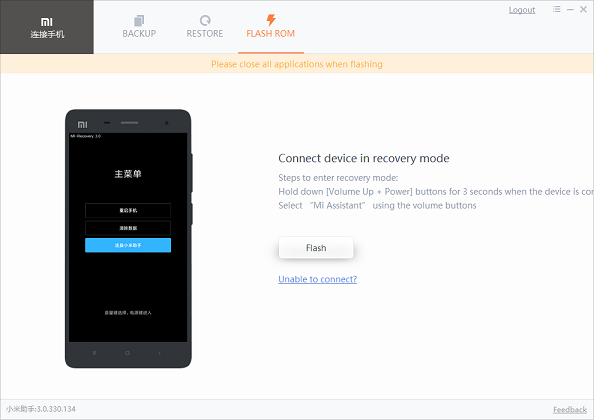 MI
连接手机
BACKUP
RESTORE
FLASH ROM
Logout
Please close all applications when flashing
MI
Mi-Recovery 3.0
主菜单
重启手机
清除数据
连接小米助手
音量键选择，电源键进入
Connect device in recovery mode
Steps to enter recovery mode:
Hold down [Volume Up + Power] buttons for 3 seconds when the device is con
Select “Mi Assistant” using the volume buttons
Flash
Unable to connect?
小米助手:3.0.330.134
Feedback